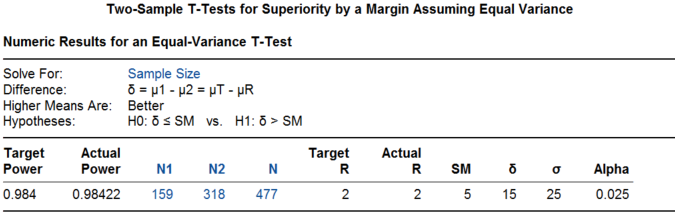 Two-Sample T-Tests for Superiority by a Margin Assuming Equal Variance
Numeric Results for an Equal-Variance T-Test
Solve For: Sample Size
Difference: δ = μ1 - μ2 = μT - μR
Higher Means Are: Better
Hypotheses: H0: δ ≤ SM vs. H1: δ > SM
Target Actual Target Actual
Power Power N1 N2 N R R SM δ σ Alpha
0.984 0.98422 159 318 477 2 2 5 15 25 0.025